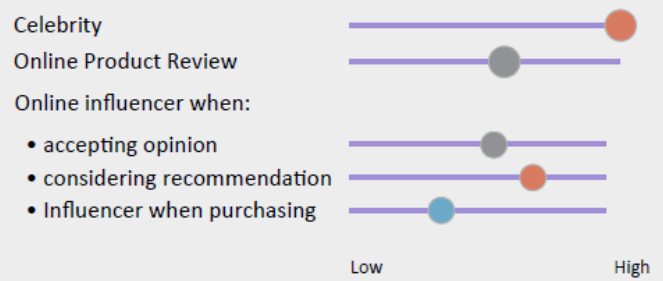 Celebrity
Online Product Review
Online influencer when:
• accepting opinion
• considering recommendation
• Influencer when purchasing
Low High